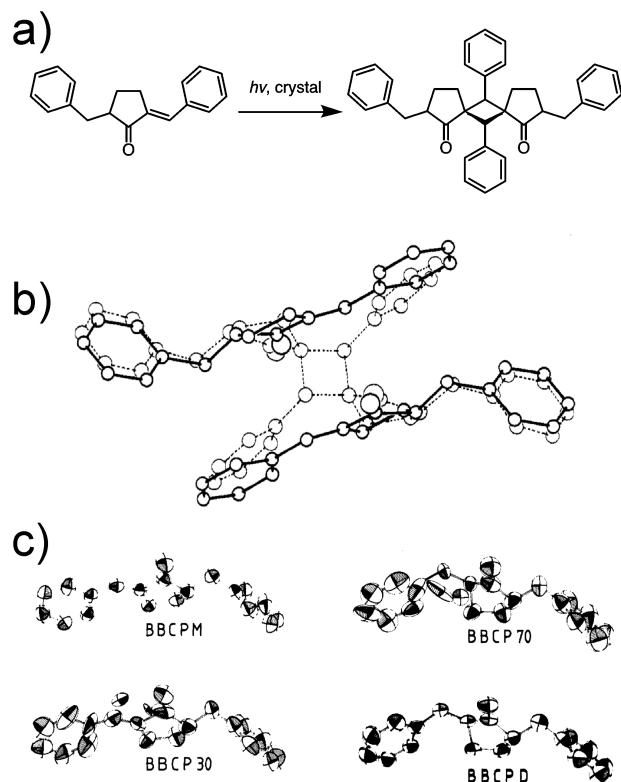 a)
hν, crystal
O
O
O
b)
c)
BBCPM
BBCP70
BBCP30
BBCPD